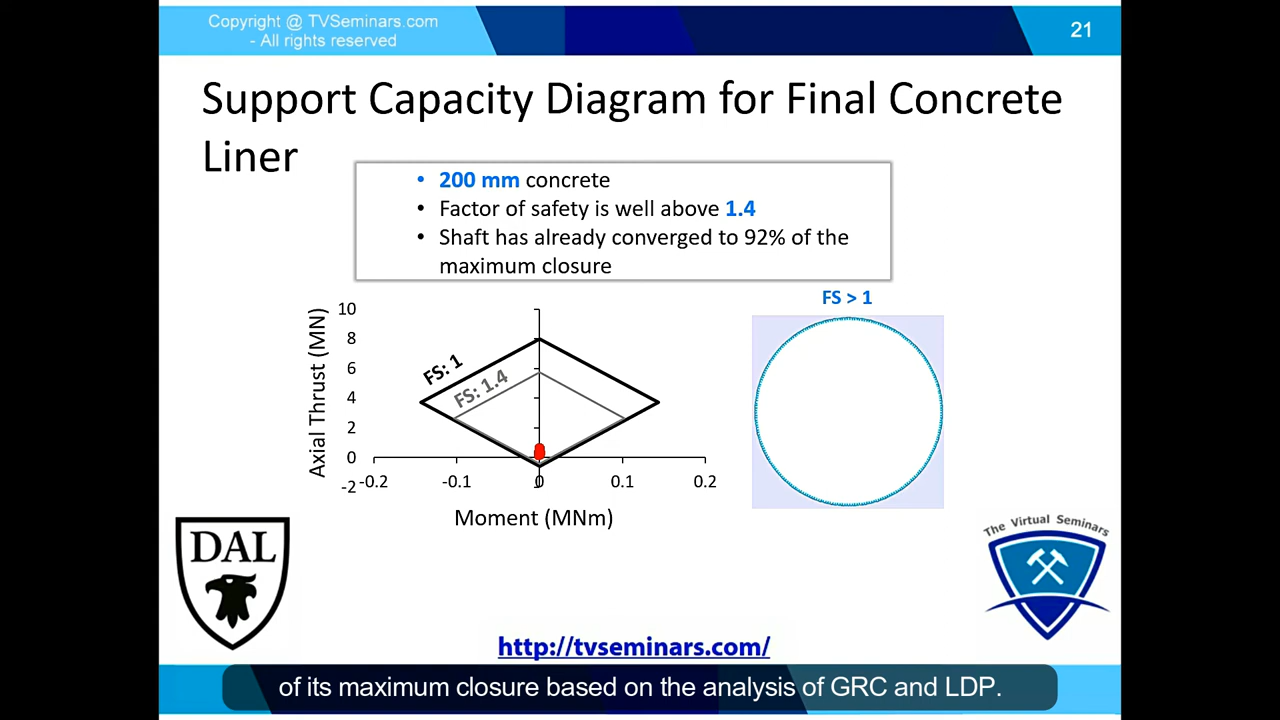 Copyright @ TVSeminars.com
- All rights reserved
21
Support Capacity Diagram for Final Concrete
Liner
• 200 mm concrete
• Factor of safety is well above 1.4
• Shaft has already converged to 92% of the
maximum closure
FS > 1
Axial Thrust (MN)
10
8
6
4
2
0
-2
FS: 1
FS: 1.4
-0.2
-0.1
0
0.1
0.2
Moment (MNm)
DAL
The Virtual Seminars
http://tvseminars.com/
of its maximum closure based on the analysis of GRC and LDP.